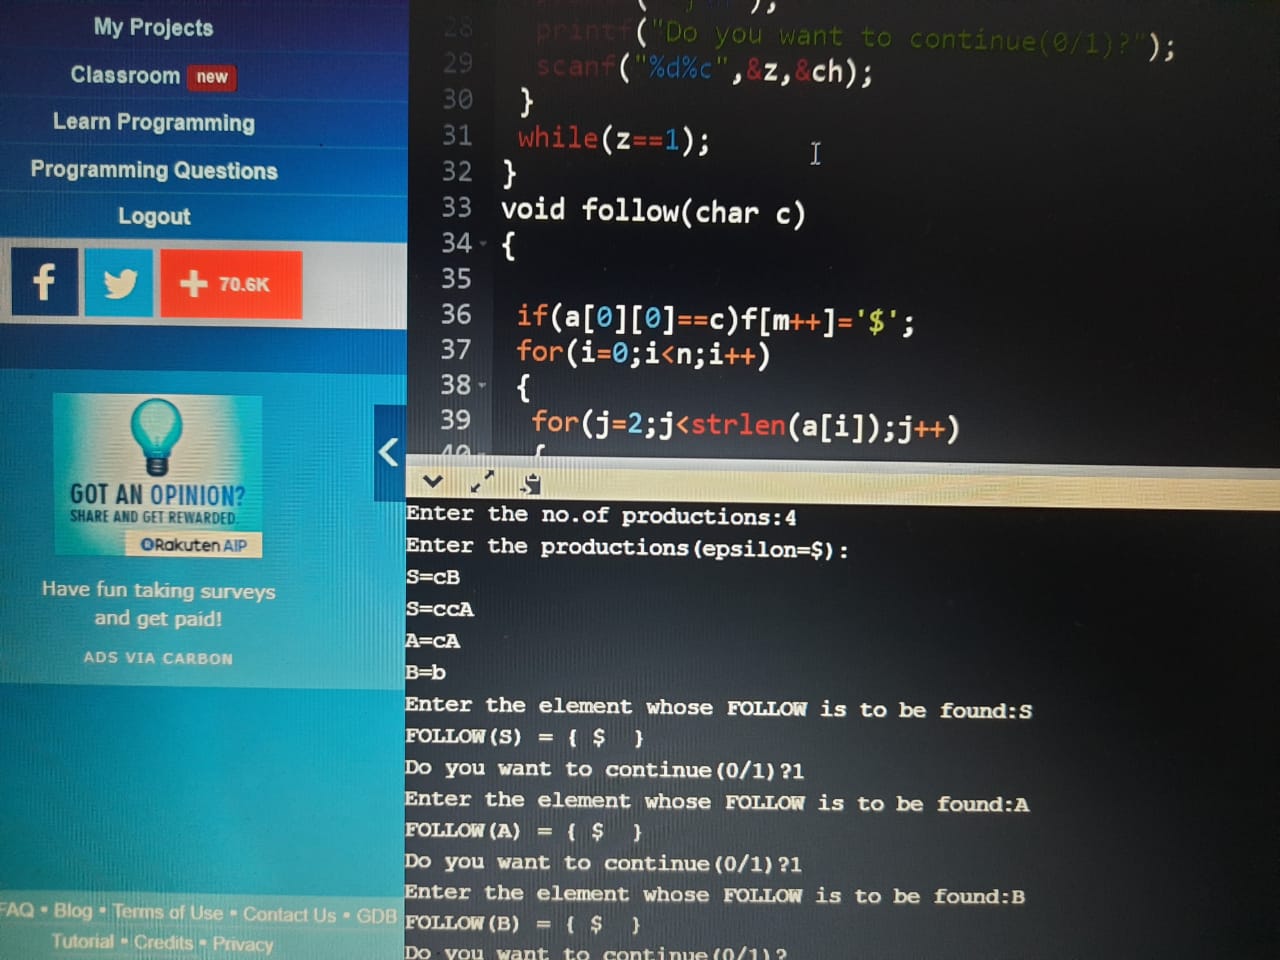 My Projects
Classroom new
Learn Programming
Programming Questions
Logout
f
+ 70.6K
GOT AN OPINION?
SHARE AND GET REWARDED.
Rakuten AIP
Have fun taking surveys
and get paid!
ADS VIA CARBON
FAQ • Blog • Terms of Use • Contact Us • GDB
Tutorial • Credits • Privacy
28 printf("Do you want to continue(0/1)?");
29 scanf("%d%c",&z,&ch);
30 }
31 while(z==1);
32 }
33 void follow(char c)
34 {
35
36 if(a[0][0]==c)f[m++]='$';
37 for(i=0;i<n;i++)
38 {
39 for(j=2;j<strlen(a[i]);j++)
40 {
Enter the no.of productions:4
Enter the productions(epsilon=$):
S=cB
S=ccA
A=cA
B=b
Enter the element whose FOLLOW is to be found:S
FOLLOW(S) = { $ }
Do you want to continue(0/1)?1
Enter the element whose FOLLOW is to be found:A
FOLLOW(A) = { $ }
Do you want to continue(0/1)?1
Enter the element whose FOLLOW is to be found:B
FOLLOW(B) = { $ }
Do you want to continue(0/1)?